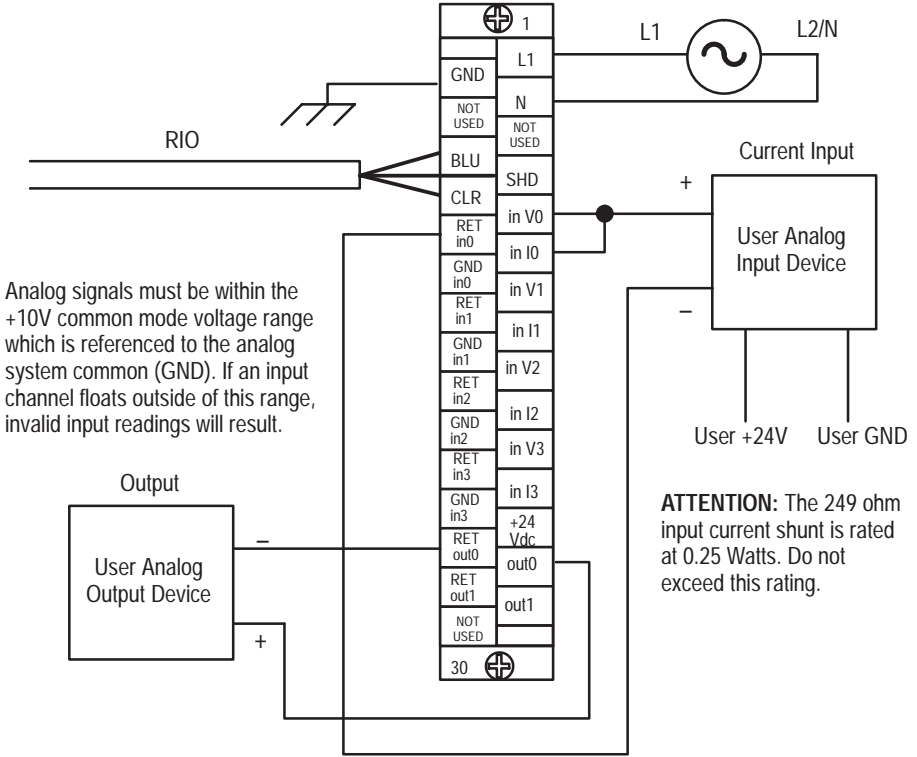 1
L1
L2/N
L1
GND
N
NOT
USED
NOT
USED
RIO
BLU
SHD
CLR
Current Input
+
in V0
RET
in0
in I0
User Analog
Input Device
GND
in0
in V1
–
RET
in1
in I1
GND
in1
in V2
RET
in2
in I2
GND
in2
in V3
RET
in3
in I3
GND
in3
+24
Vdc
RET
out0
out0
RET
out1
out1
NOT
USED
30
Analog signals must be within the
+10V common mode voltage range
which is referenced to the analog
system common (GND). If an input
channel floats outside of this range,
invalid input readings will result.
User +24V
User GND
Output
–
User Analog
Output Device
+
ATTENTION: The 249 ohm
input current shunt is rated
at 0.25 Watts. Do not
exceed this rating.